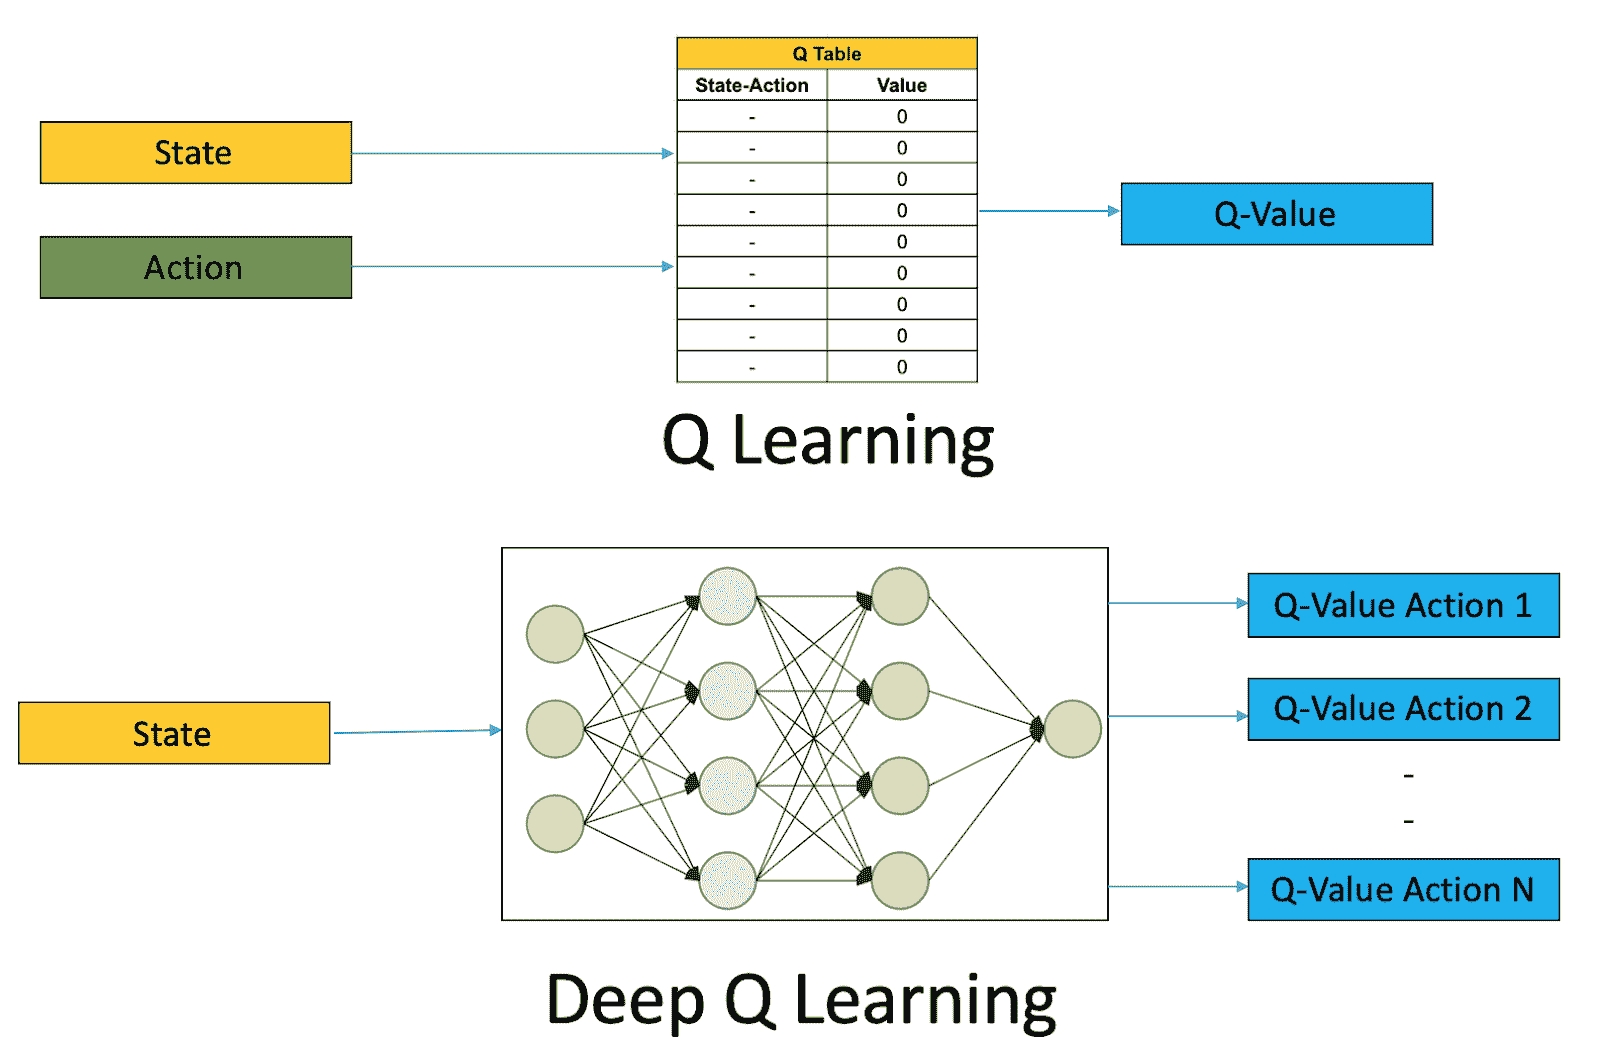 Q Table
State-Action Value
- 0
- 0
- 0
- 0
- 0
- 0
- 0
- 0
- 0
State
Action
Q-Value
Q Learning
State
Q-Value Action 1
Q-Value Action 2
-
-
Q-Value Action N
Deep Q Learning